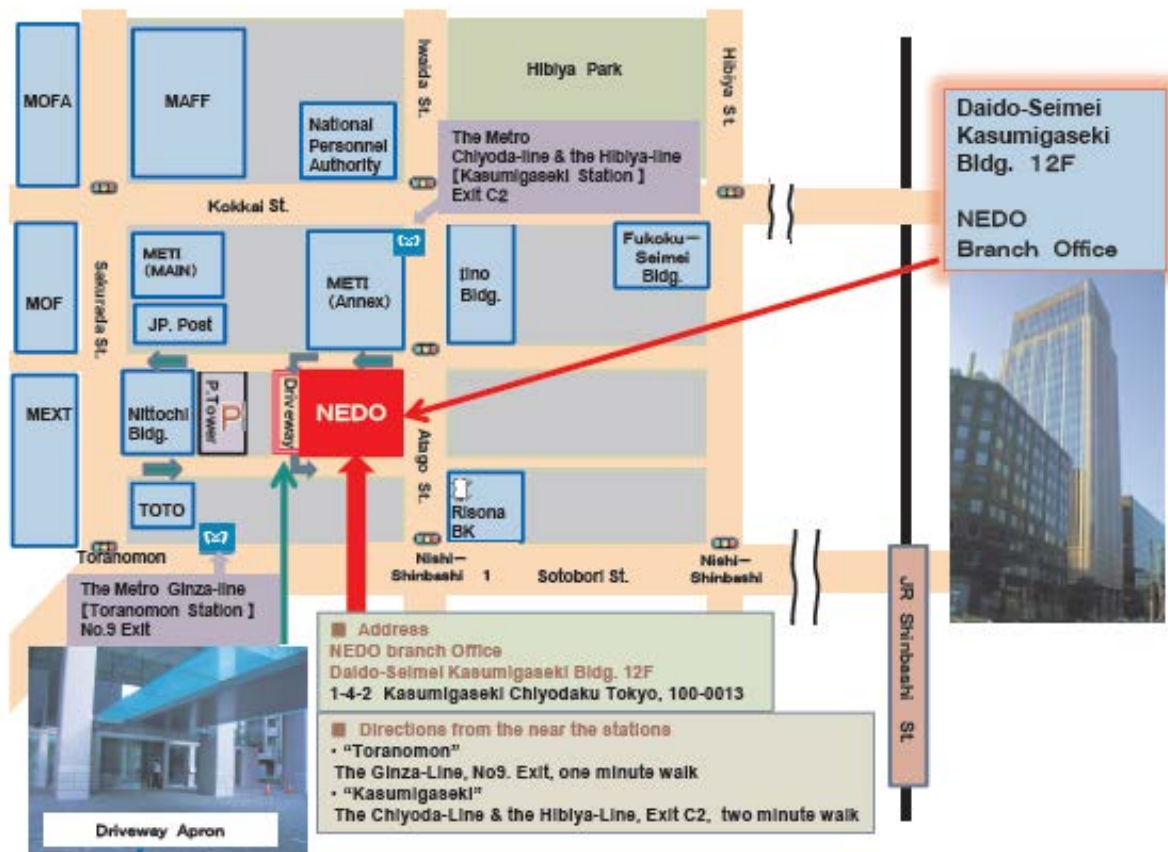 MOFA
MAFF
National
Personnel
Authority
Iwaida St.
Hibiya Park
Hibiya St.
Daido-Seimei
Kasumigaseki
Bldg. 12F
NEDO
Branch Office
The Metro
Chiyoda-line & the Hibiya-line
[Kasumigaseki Station ]
Exit C2
Kokkai St.
MOF
Sakurada St.
METI
(MAIN)
JP. Post
METI
(Annex)
Iino
Bldg.
Fukoku-
Seimei
Bldg.
MEXT
Nittochi
Bldg.
P.Tower
P
Driveway
NEDO
Atago St.
TOTO
Risona
BK
Toranomon
Nishi-
Shinbashi 1
Sotobori St.
Nishi-
Shinbashi
JR Shinbashi St.
The Metro Ginza-line
[Toranomon Station ]
No.9 Exit
■ Address
NEDO branch Office
Daido-Seimei Kasumigaseki Bldg. 12F
1-4-2 Kasumigaseki Chiyodaku Tokyo, 100-0013
■ Directions from the near the stations
・"Toranomon"
The Ginza-Line, No9. Exit, one minute walk
・"Kasumigaseki"
The Chiyoda-Line & the Hibiya-Line, Exit C2, two minute walk
Driveway Apron